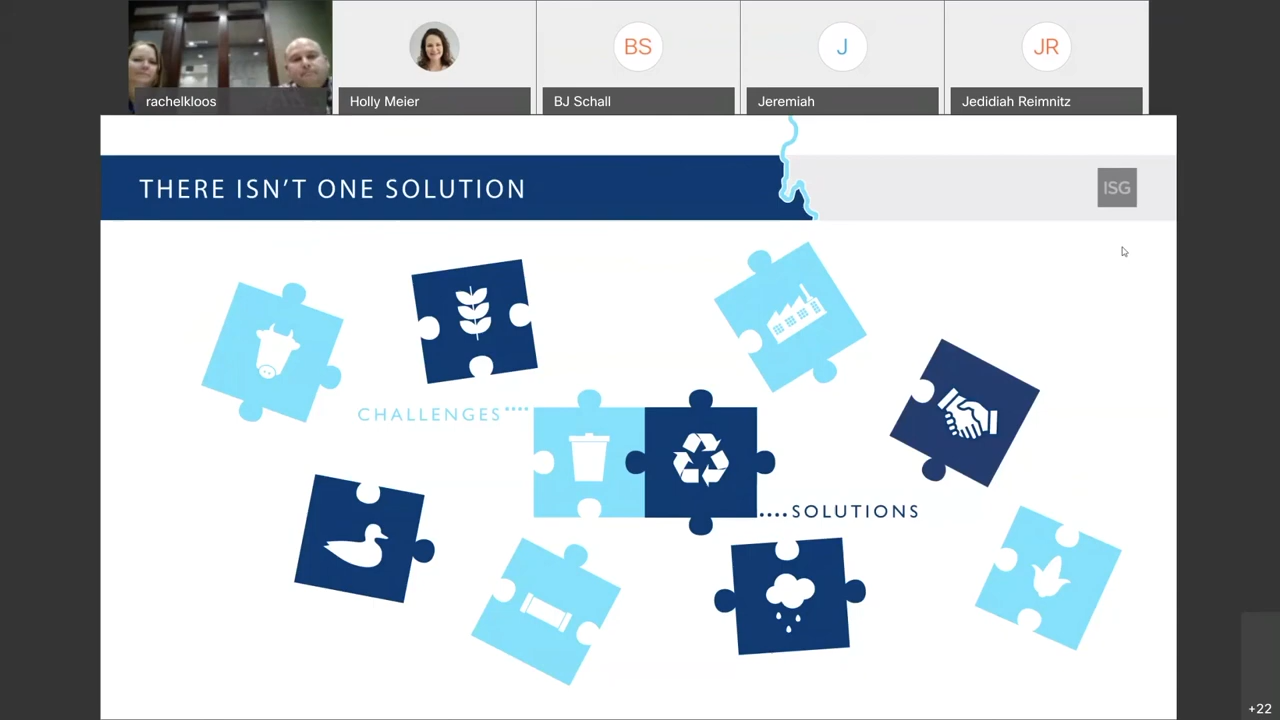 rachelkloos
Holly Meier
BS
BJ Schall
J
Jeremiah
JR
Jedidiah Reimnitz
THERE ISN'T ONE SOLUTION
ISG
CHALLENGES····
....SOLUTIONS
+22